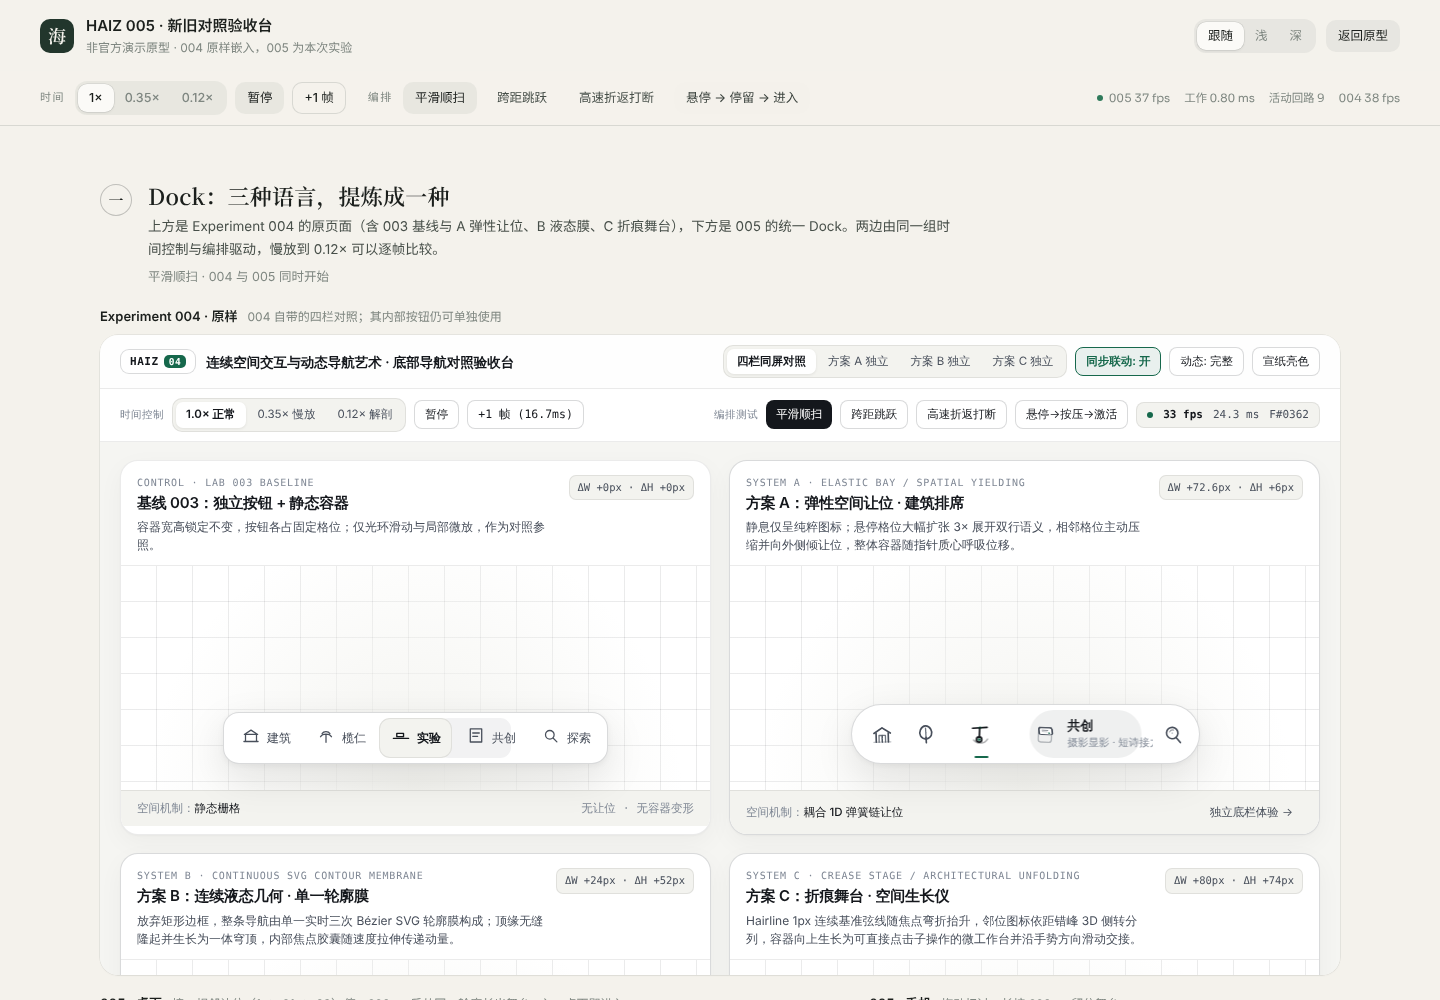 海
HAIZ 005 · 新旧对照验收台
非官方演示原型 · 004 原样嵌入，005 为本次实验
跟随 浅 深 返回原型
时间 1× 0.35× 0.12× 暂停 +1 帧 编排 平滑顺扫 跨距跳跃 高速折返打断 悬停 → 停留 → 进入
005 37 fps 工作 0.80 ms 活动回路 9 004 38 fps
一
Dock：三种语言，提炼成一种
上方是 Experiment 004 的原页面（含 003 基线与 A 弹性让位、B 液态膜、C 折痕舞台），下方是 005 的统一 Dock。两边由同一组时
间控制与编排驱动，慢放到 0.12× 可以逐帧比较。
平滑顺扫 · 004 与 005 同时开始
Experiment 004 · 原样 004 自带的四栏对照；其内部按钮仍可单独使用
HAIZ 04 连续空间交互与动态导航艺术 · 底部导航对照验收台
四栏同屏对照 方案 A 独立 方案 B 独立 方案 C 独立 同步联动: 开 动态: 完整 宣纸亮色
时间控制 1.0× 正常 0.35× 慢放 0.12× 解剖 暂停 +1 帧 (16.7ms)
编排测试 平滑顺扫 跨距跳跃 高速折返打断 悬停→按压→激活 33 fps 24.3 ms F#0362
CONTROL · LAB 003 BASELINE
基线 003：独立按钮 + 静态容器
ΔW +0px · ΔH +0px
容器宽高锁定不变，按钮各占固定格位；仅光环滑动与局部微放，作为对照参
照。
建筑 榄仁 实验 共创 探索
空间机制：静态栅格 无让位 · 无容器变形
SYSTEM A · ELASTIC BAY / SPATIAL YIELDING
方案 A：弹性空间让位 · 建筑排席
ΔW +72.6px · ΔH +6px
静息仅呈纯粹图标；悬停格位大幅扩张 3× 展开双行语义，相邻格位主动压
缩并向外侧倾让位，整体容器随指针质心呼吸位移。
共创
摄影显影 · 短诗接
空间机制：耦合 1D 弹簧链让位 独立底栏体验 →
SYSTEM B · CONTINUOUS SVG CONTOUR MEMBRANE
方案 B：连续液态几何 · 单一轮廓膜
ΔW +24px · ΔH +52px
放弃矩形边框，整条导航由单一实时三次 Bézier SVG 轮廓膜构成；顶缘无缝
隆起并生长为一体穹顶，内部焦点胶囊随速度拉伸传递动量。
SYSTEM C · CREASE STAGE / ARCHITECTURAL UNFOLDING
方案 C：折痕舞台 · 空间生长仪
ΔW +80px · ΔH +74px
Hairline 1px 连续基准弦线随焦点弯折抬升，邻位图标依距错峰 3D 侧转分
列，容器向上生长为可直接点击子操作的微工作台并沿手势方向滑动交接。